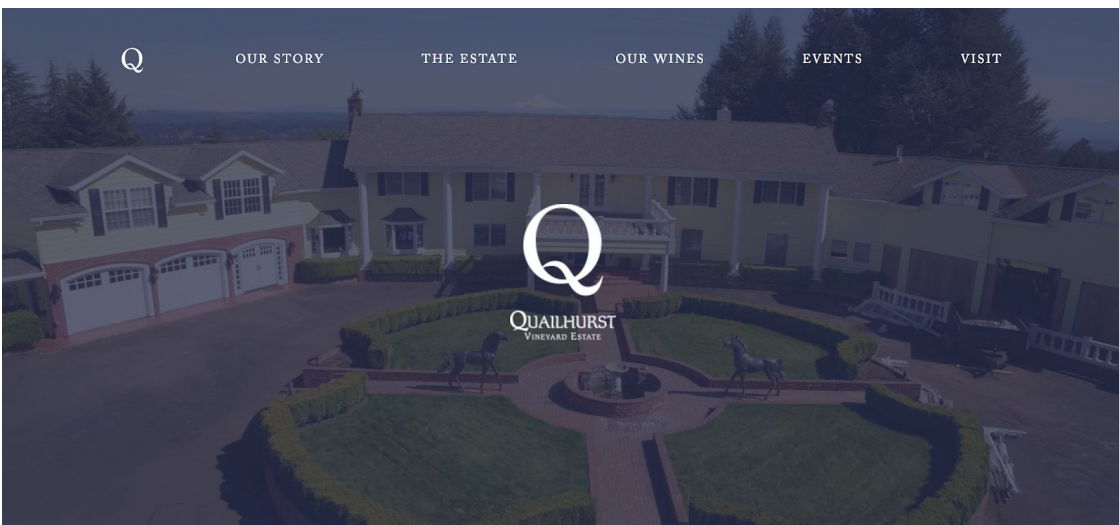 Q
OUR STORY
THE ESTATE
OUR WINES
EVENTS
VISIT
Q
QUAILHURST
VINEYARD ESTATE